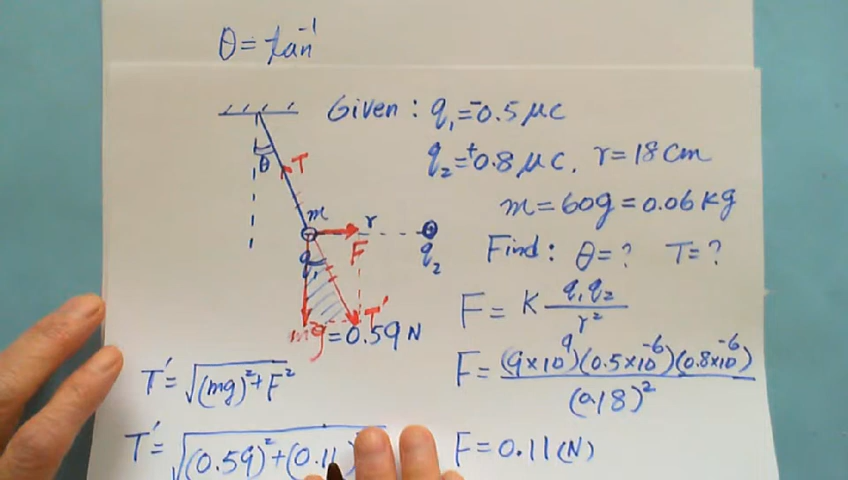 θ = tan⁻¹
Given : q₁ = -0.5 μC
q₂ = +0.8 μC. r = 18 cm
m = 60g = 0.06 kg
Find : θ = ? T = ?
θ
T
m
r
F
q₁
q₂
T'
mg = 0.59 N
F = K q₁q₂ / r²
F = (9×10⁹)(0.5×10⁻⁶)(0.8×10⁻⁶) / (0.18)²
F = 0.11 (N)
T' = √(mg)² + F²
T' = √(0.59)² + (0.11)